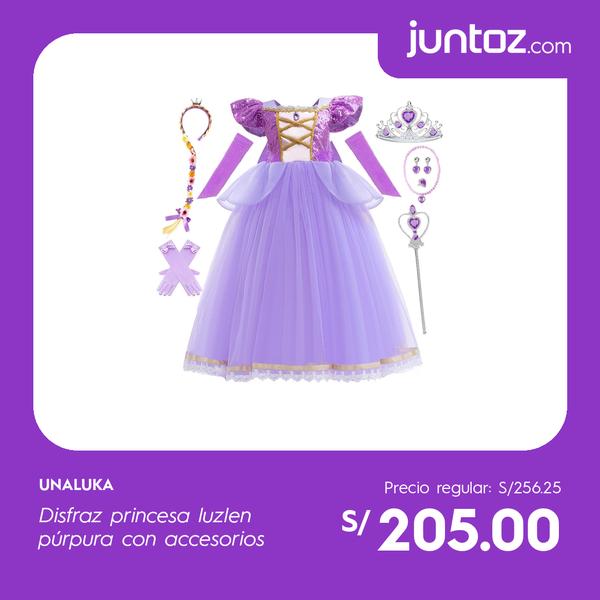 juntoz.com
UNALUKA
Disfraz princesa luzlen
púrpura con accesorios
Precio regular: S/256.25
S/ 205.00